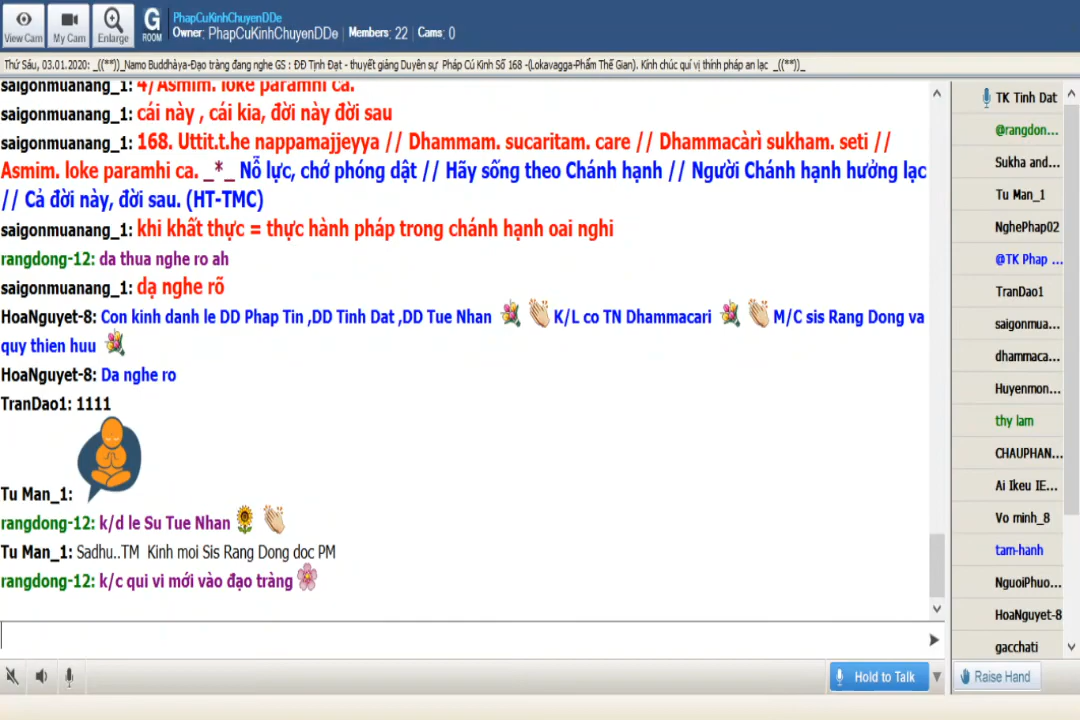 PhapCuKinhChuyenDDe
Owner: PhapCuKinhChuyenDDe Members: 22 Cams: 0
View Cam My Cam Enlarge G ROOM
Thứ Sáu, 03.01.2020: _((**))_Namo Buddhàya-Đạo tràng đang nghe GS : ĐĐ Tịnh Đạt - thuyết giảng Duyên sự Pháp Cú Kinh Số 168 -(Lokavagga-Phẩm Thế Gian). Kính chúc quí vị thính pháp an lạc _((**))_
saigonmuanang_1: 4/Asmim. loke paramhi ca.
saigonmuanang_1: cái này , cái kia, đời này đời sau
saigonmuanang_1: 168. Uttit.t.he nappamajjeyya // Dhammam. sucaritam. care // Dhammacàrì sukham. seti //
Asmim. loke paramhi ca. _*_ Nỗ lực, chớ phóng dật // Hãy sống theo Chánh hạnh // Người Chánh hạnh hưởng lạc
// Cả đời này, đời sau. (HT-TMC)
saigonmuanang_1: khi khất thực = thực hành pháp trong chánh hạnh oai nghi
rangdong-12: da thua nghe ro ah
saigonmuanang_1: dạ nghe rõ
HoaNguyet-8: Con kinh danh le DD Phap Tin ,DD Tinh Dat ,DD Tue Nhan K/L co TN Dhammacari M/C sis Rang Dong va
quy thien huu
HoaNguyet-8: Da nghe ro
TranDao1: 1111
Tu Man_1:
rangdong-12: k/d le Su Tue Nhan
Tu Man_1: Sadhu..TM Kinh moi Sis Rang Dong doc PM
rangdong-12: k/c qui vi mới vào đạo tràng
TK Tinh Dat
@rangdon...
Sukha and...
Tu Man_1
NghePhap02
@TK Phap ...
TranDao1
saigonmua...
dhammaca...
Huyenmon...
thy lam
CHAUPHAN...
Ai Ikeu IE...
Vo minh_8
tam-hanh
NguoiPhuo...
HoaNguyet-8
gacchati
Hold to Talk
Raise Hand